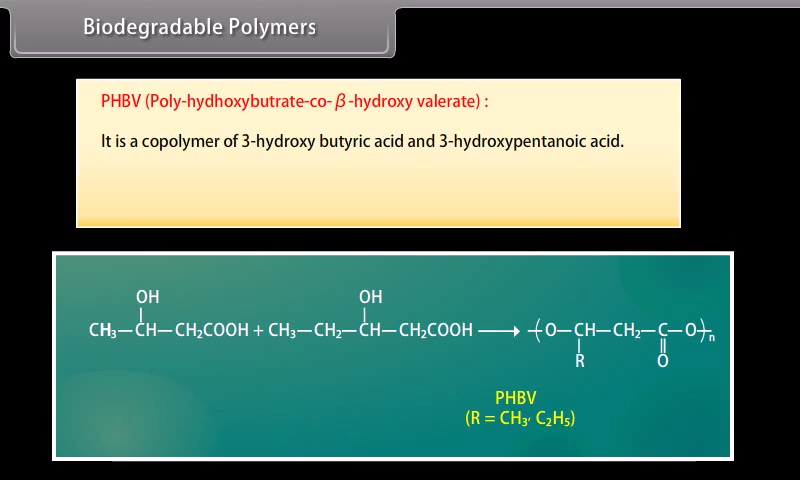 Biodegradable Polymers
PHBV (Poly-hydhoxybutrate-co-β-hydroxy valerate) :
It is a copolymer of 3-hydroxy butyric acid and 3-hydroxypentanoic acid.
OH OH
CH₃—CH—CH₂COOH + CH₃—CH₂—CH—CH₂COOH ⟶ (O—CH—CH₂—C—O)ₙ
R O
PHBV
(R = CH₃, C₂H₅)